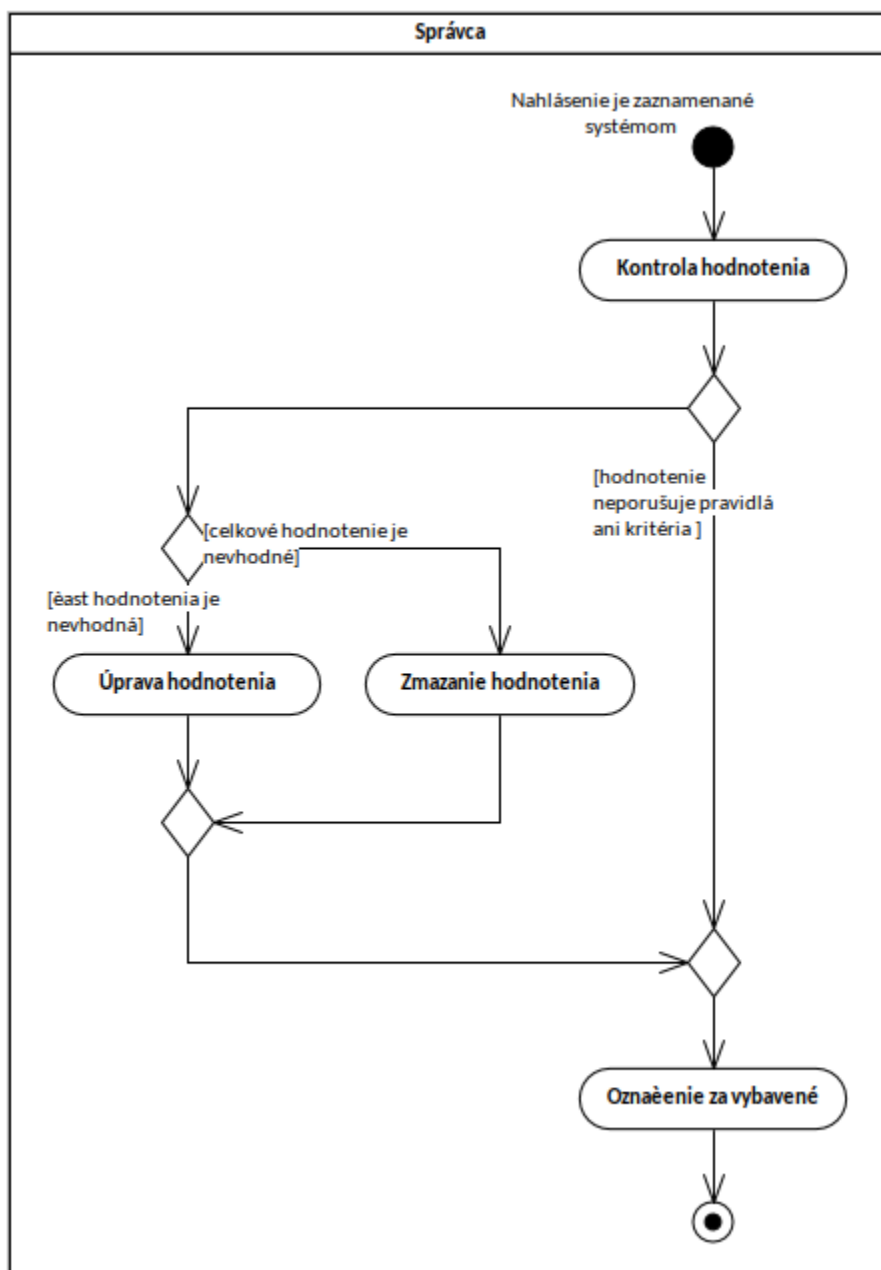 Správca
Nahlásenie je zaznamenané
systémom
Kontrola hodnotenia
[hodnotenie
neporušuje pravidlá
ani kritéria ]
[celkové hodnotenie je
nevhodné]
[èast hodnotenia je
nevhodná]
Úprava hodnotenia
Zmazanie hodnotenia
Oznaèenie za vybavené